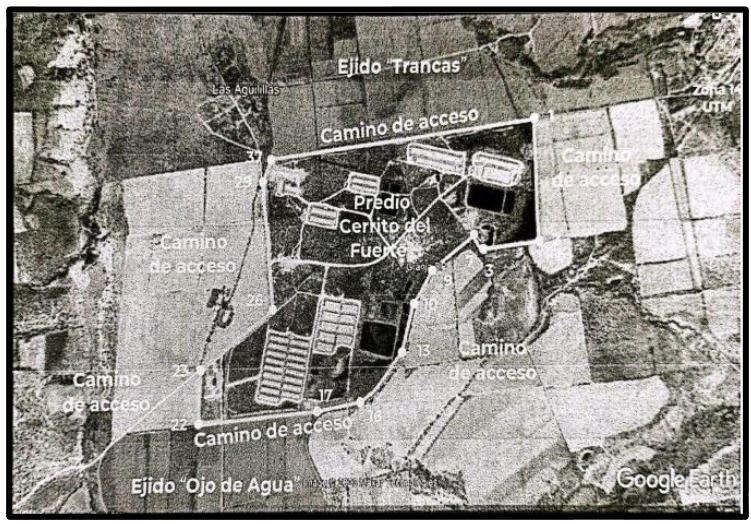 Ejido "Trancas"
Las Aguilillas
Zona 14
UTM
Camino de acceso
1
37
29
Camino
de acceso
Predio
Cerrito del
Fuerte
Camino
de acceso
7
3
9
10
26
13
Camino
de acceso
23
Camino
de acceso
17
16
22
Camino de acceso
Ejido "Ojo de Agua"
Google Earth